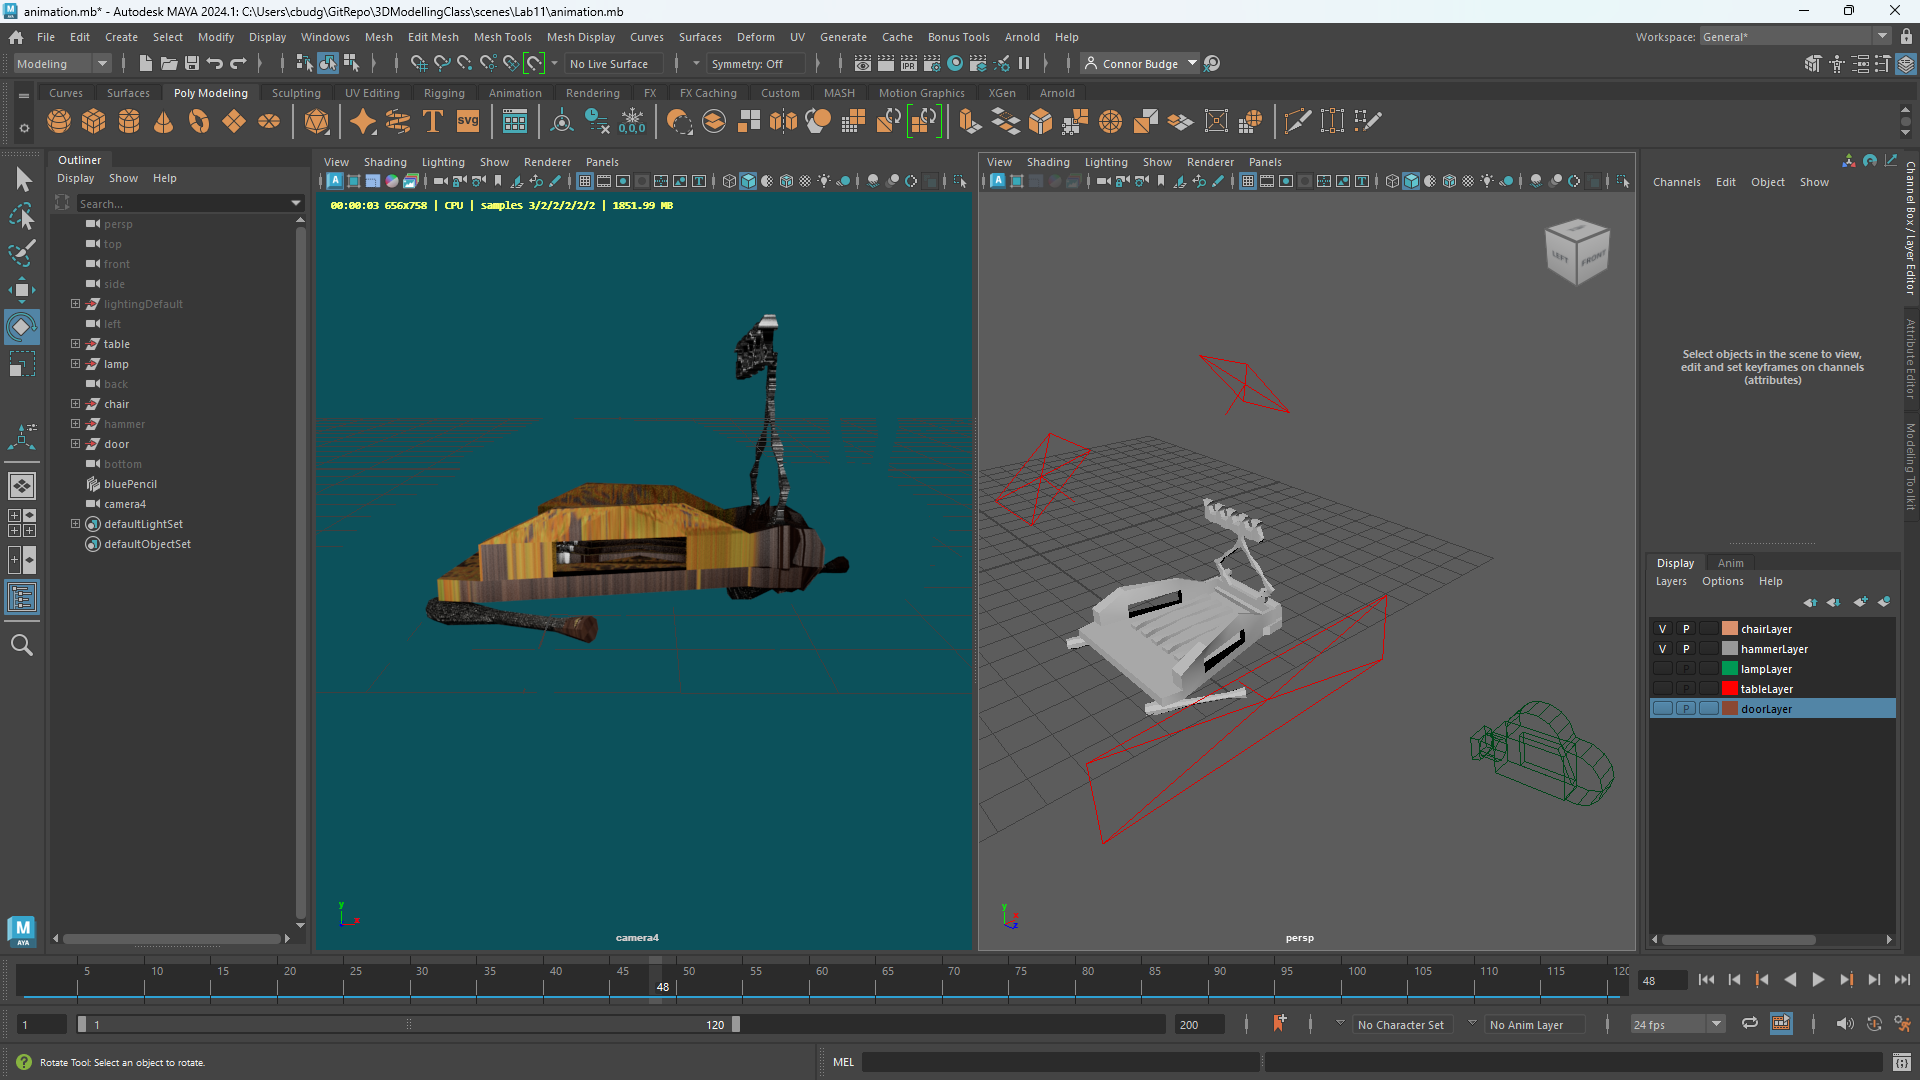 animation.mb* - Autodesk MAYA 2024.1: C:\Users\cbudg\GitRepo\3DModellingClass\scenes\Lab11\animation.mb
File Edit Create Select Modify Display Windows Mesh Edit Mesh Mesh Tools Mesh Display Curves Surfaces Deform UV Generate Cache Bonus Tools Arnold Help
Workspace: General*
Modeling
No Live Surface
Symmetry: Off
Connor Budge
Curves Surfaces Poly Modeling Sculpting UV Editing Rigging Animation Rendering FX FX Caching Custom MASH Motion Graphics XGen Arnold
T SVG
0,0,0
Outliner
Display Show Help
Search...
persp
top
front
side
lightingDefault
left
table
lamp
back
chair
hammer
door
bottom
bluePencil
camera4
defaultLightSet
defaultObjectSet
View Shading Lighting Show Renderer Panels
00:00:03 656x758 | CPU | samples 3/2/2/2/2/2 | 1851.99 MB
y
x
camera4
View Shading Lighting Show Renderer Panels
LEFT FRONT
y
x
z
persp
Channels Edit Object Show
Select objects in the scene to view,
edit and set keyframes on channels
(attributes)
Channel Box / Layer Editor
Attribute Editor
Modeling Toolkit
Display Anim
Layers Options Help
V P chairLayer
V P hammerLayer
P lampLayer
P tableLayer
P doorLayer
M
AYA
5 10 15 20 25 30 35 40 45 50 55 60 65 70 75 80 85 90 95 100 105 110 115 120
48
48
1
1
120
200
No Character Set
No Anim Layer
24 fps
Rotate Tool: Select an object to rotate.
MEL